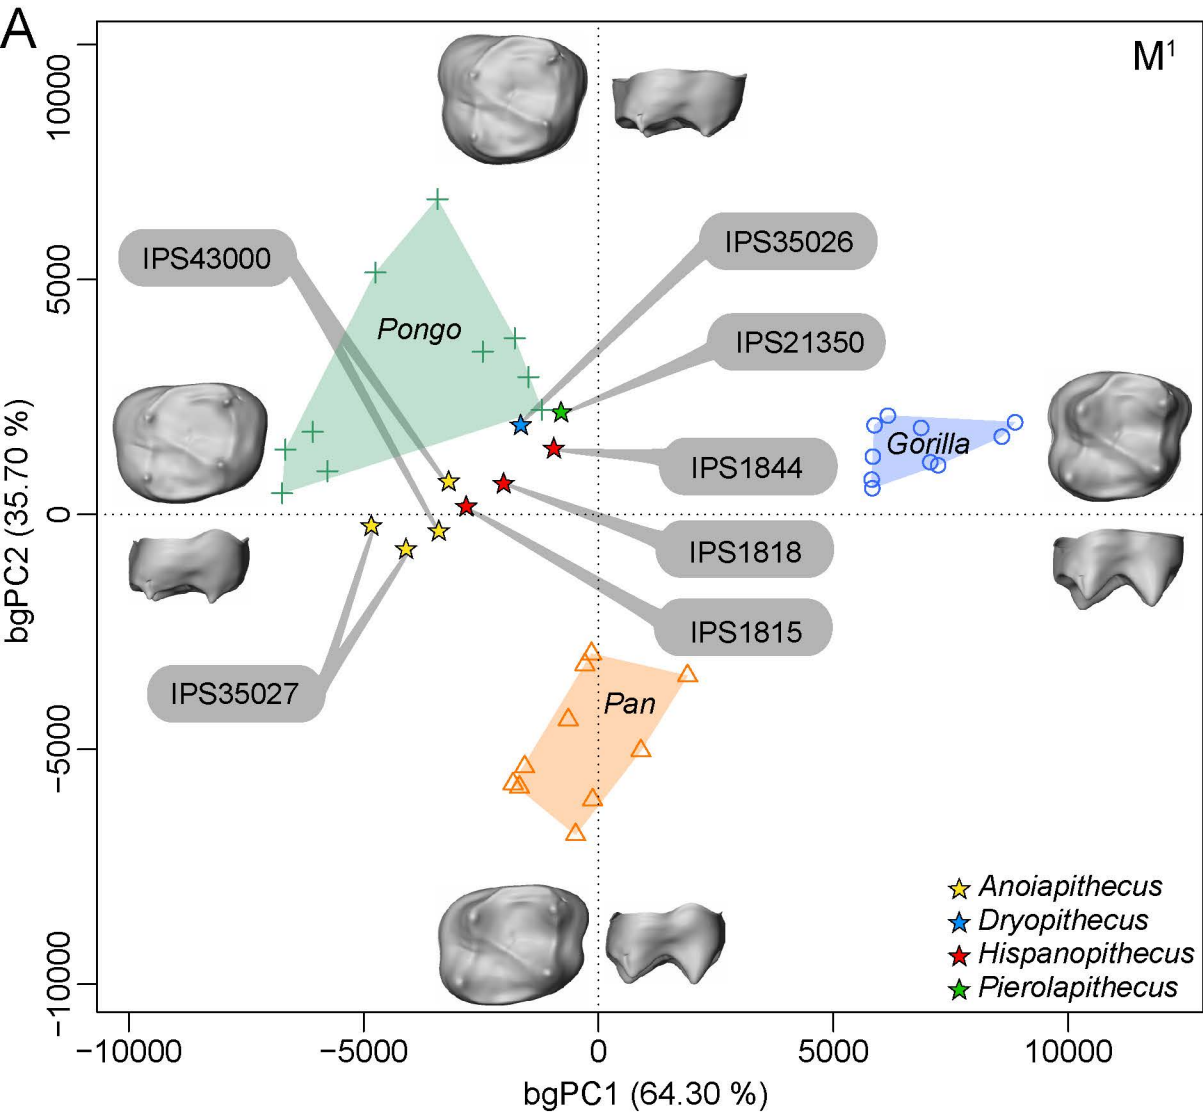 A
M¹
10000
5000
0
−5000
−10000
bgPC2 (35.70 %)
IPS43000
IPS35026
Pongo
IPS21350
Gorilla
IPS1844
IPS1818
IPS1815
IPS35027
Pan
Anoiapithecus
Dryopithecus
Hispanopithecus
Pierolapithecus
−10000
−5000
0
5000
10000
bgPC1 (64.30 %)